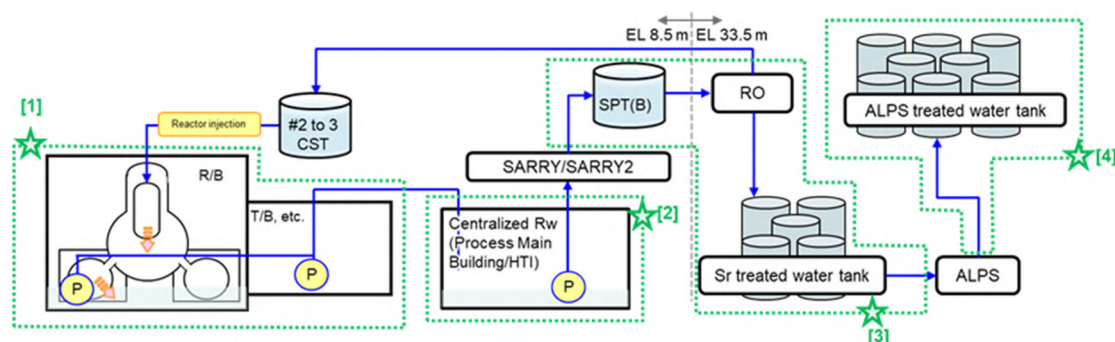 EL 8.5 m EL 33.5 m
[1]
Reactor injection
#2 to 3
CST
SPT(B)
RO
ALPS treated water tank
[4]
R/B
T/B, etc.
SARRY/SARRY2
[2]
Centralized Rw
(Process Main
Building/HTI)
P
P
P
Sr treated water tank
ALPS
[3]